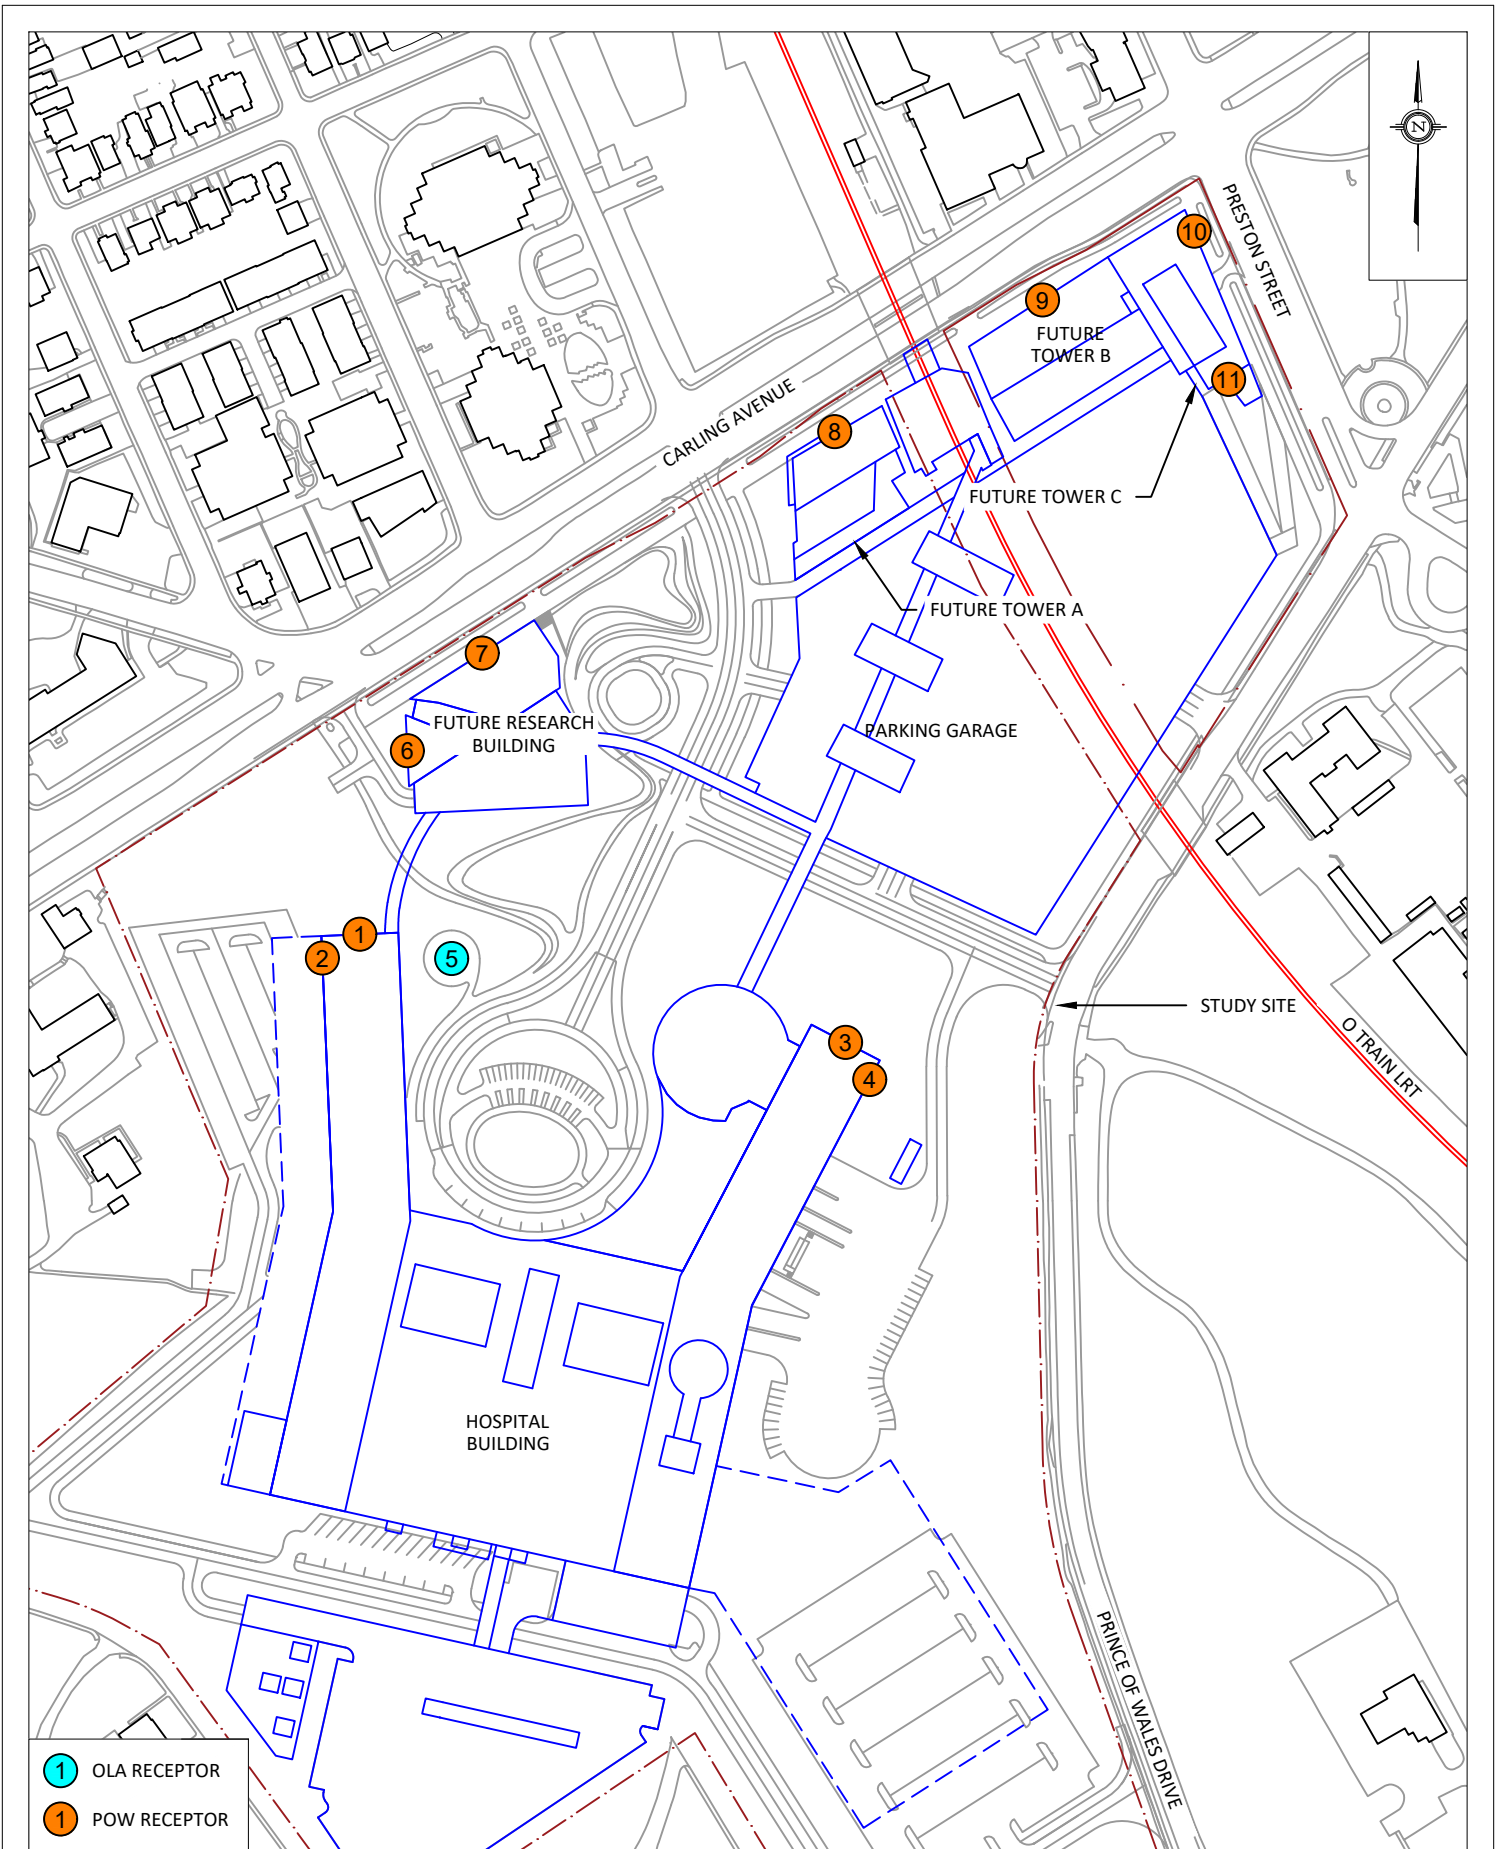 N
PRESTON STREET
10
9
FUTURE
TOWER B
11
CARLING AVENUE
8
FUTURE TOWER C
FUTURE TOWER A
7
FUTURE RESEARCH
BUILDING
6
PARKING GARAGE
1
2
5
STUDY SITE
3
4
O TRAIN LRT
HOSPITAL
BUILDING
PRINCE OF WALES DRIVE
1 OLA RECEPTOR
1 POW RECEPTOR